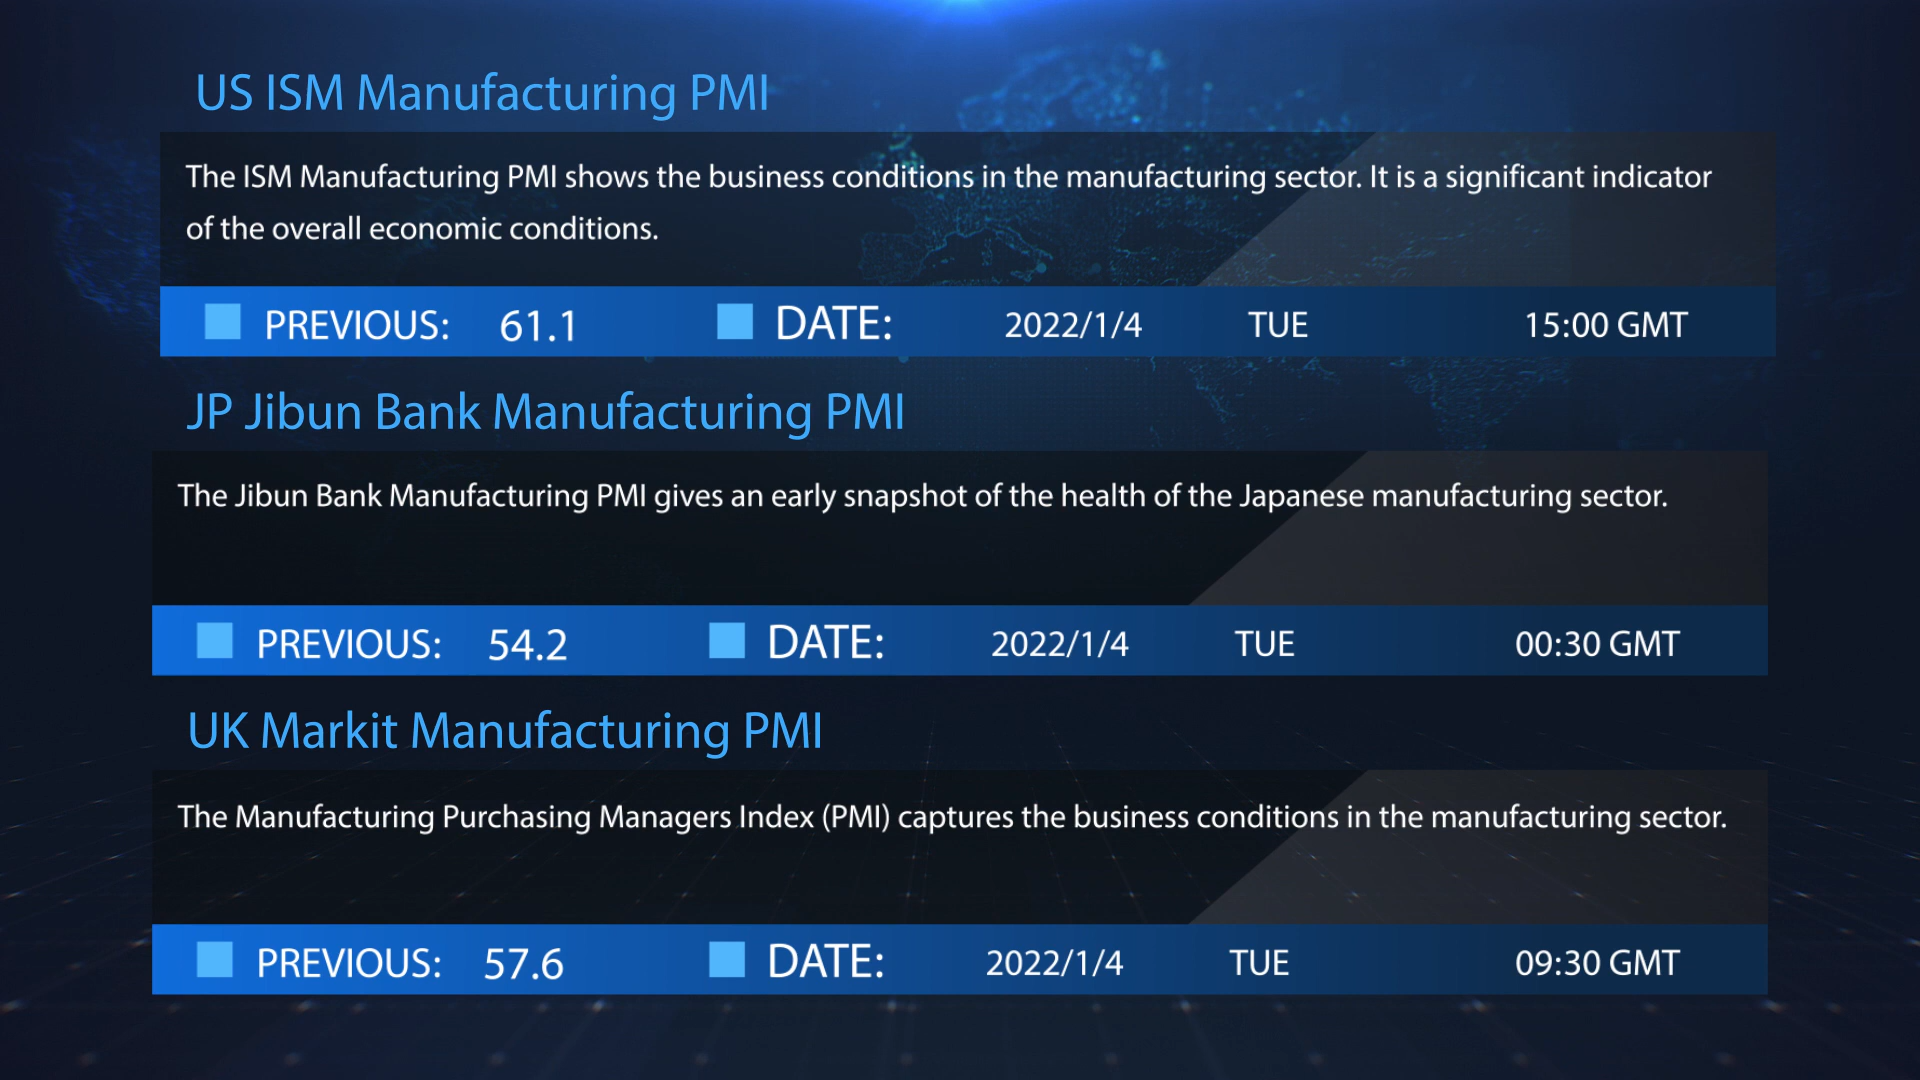 US ISM Manufacturing PMI
The ISM Manufacturing PMI shows the business conditions in the manufacturing sector. It is a significant indicator
of the overall economic conditions.
PREVIOUS: 61.1 DATE: 2022/1/4 TUE 15:00 GMT
JP Jibun Bank Manufacturing PMI
The Jibun Bank Manufacturing PMI gives an early snapshot of the health of the Japanese manufacturing sector.
PREVIOUS: 54.2 DATE: 2022/1/4 TUE 00:30 GMT
UK Markit Manufacturing PMI
The Manufacturing Purchasing Managers Index (PMI) captures the business conditions in the manufacturing sector.
PREVIOUS: 57.6 DATE: 2022/1/4 TUE 09:30 GMT